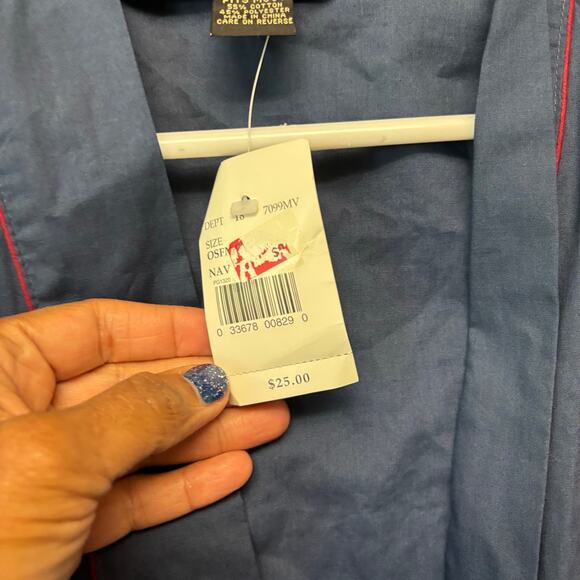 55% COTTON
45% POLYESTER
MADE IN CHINA
CARE ON REVERSE
DEPT 7099MV
SIZE
NAV
0 33678 00829 0
$25.00